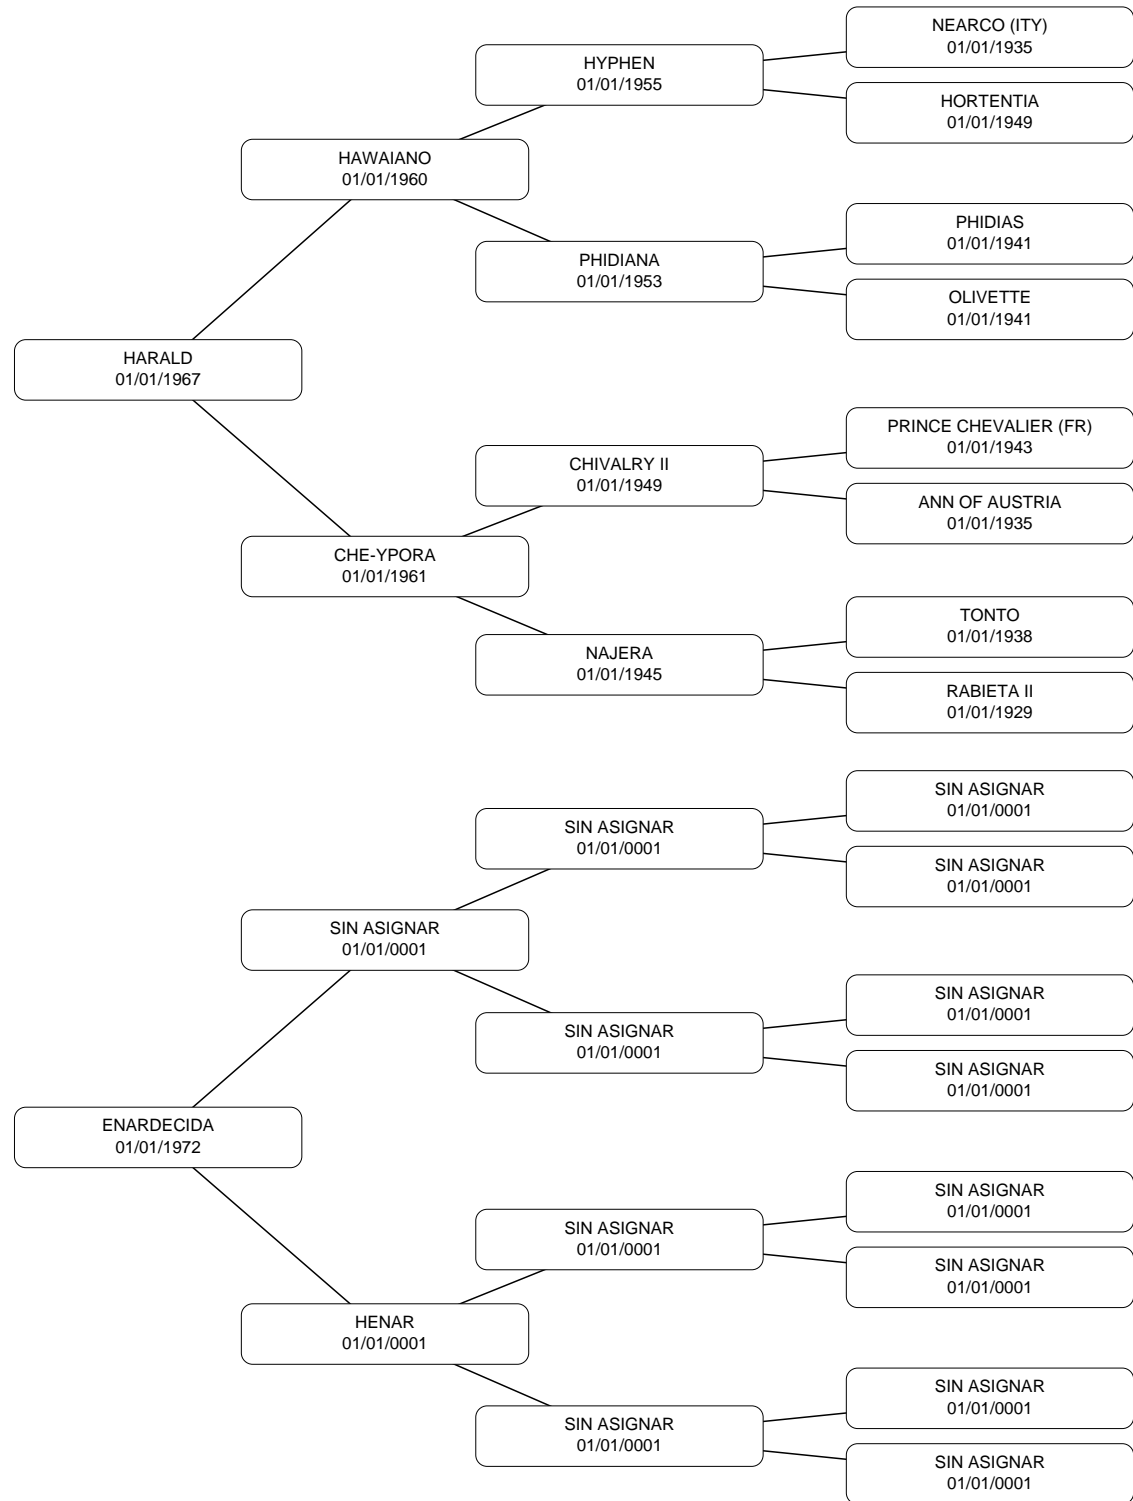 NEARCO (ITY)
01/01/1935
HYPHEN
01/01/1955
HORTENTIA
01/01/1949
HAWAIANO
01/01/1960
PHIDIAS
01/01/1941
PHIDIANA
01/01/1953
OLIVETTE
01/01/1941
HARALD
01/01/1967
PRINCE CHEVALIER (FR)
01/01/1943
CHIVALRY II
01/01/1949
ANN OF AUSTRIA
01/01/1935
CHE-YPORA
01/01/1961
TONTO
01/01/1938
NAJERA
01/01/1945
RABIETA II
01/01/1929
SIN ASIGNAR
01/01/0001
SIN ASIGNAR
01/01/0001
SIN ASIGNAR
01/01/0001
SIN ASIGNAR
01/01/0001
SIN ASIGNAR
01/01/0001
SIN ASIGNAR
01/01/0001
SIN ASIGNAR
01/01/0001
ENARDECIDA
01/01/1972
SIN ASIGNAR
01/01/0001
SIN ASIGNAR
01/01/0001
SIN ASIGNAR
01/01/0001
HENAR
01/01/0001
SIN ASIGNAR
01/01/0001
SIN ASIGNAR
01/01/0001
SIN ASIGNAR
01/01/0001